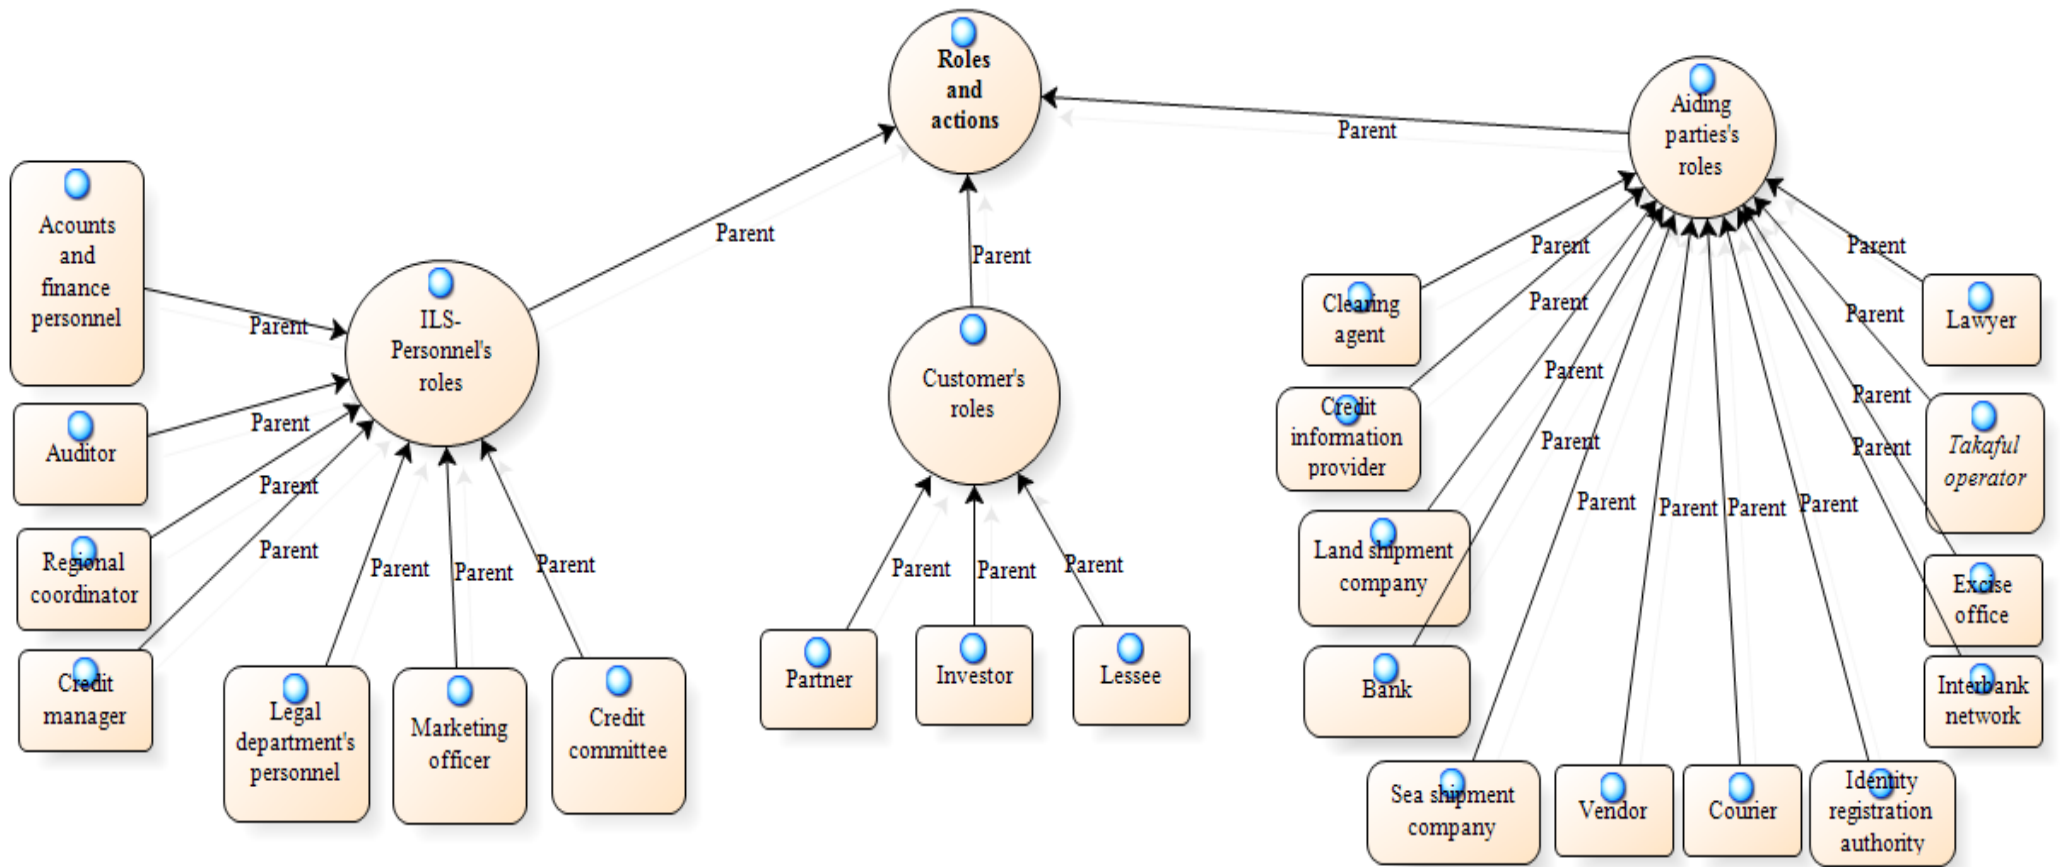 Roles
and
actions
Aiding
parties's
roles
Parent
Parent
Parent
Acounts
and
finance
personnel
Parent
ILS-
Personnel's
roles
Auditor
Parent
Regional
coordinator
Parent
Credit
manager
Parent
Legal
department's
personnel
Parent
Marketing
officer
Parent
Credit
committee
Parent
Customer's
roles
Partner
Parent
Investor
Parent
Lessee
Parent
Clearing
agent
Parent
Credit
information
provider
Parent
Land shipment
company
Parent
Bank
Parent
Sea shipment
company
Parent
Vendor
Parent
Courier
Parent
Identity
registration
authority
Parent
Lawyer
Parent
Takaful
operator
Parent
Excise
office
Parent
Interbank
network
Parent